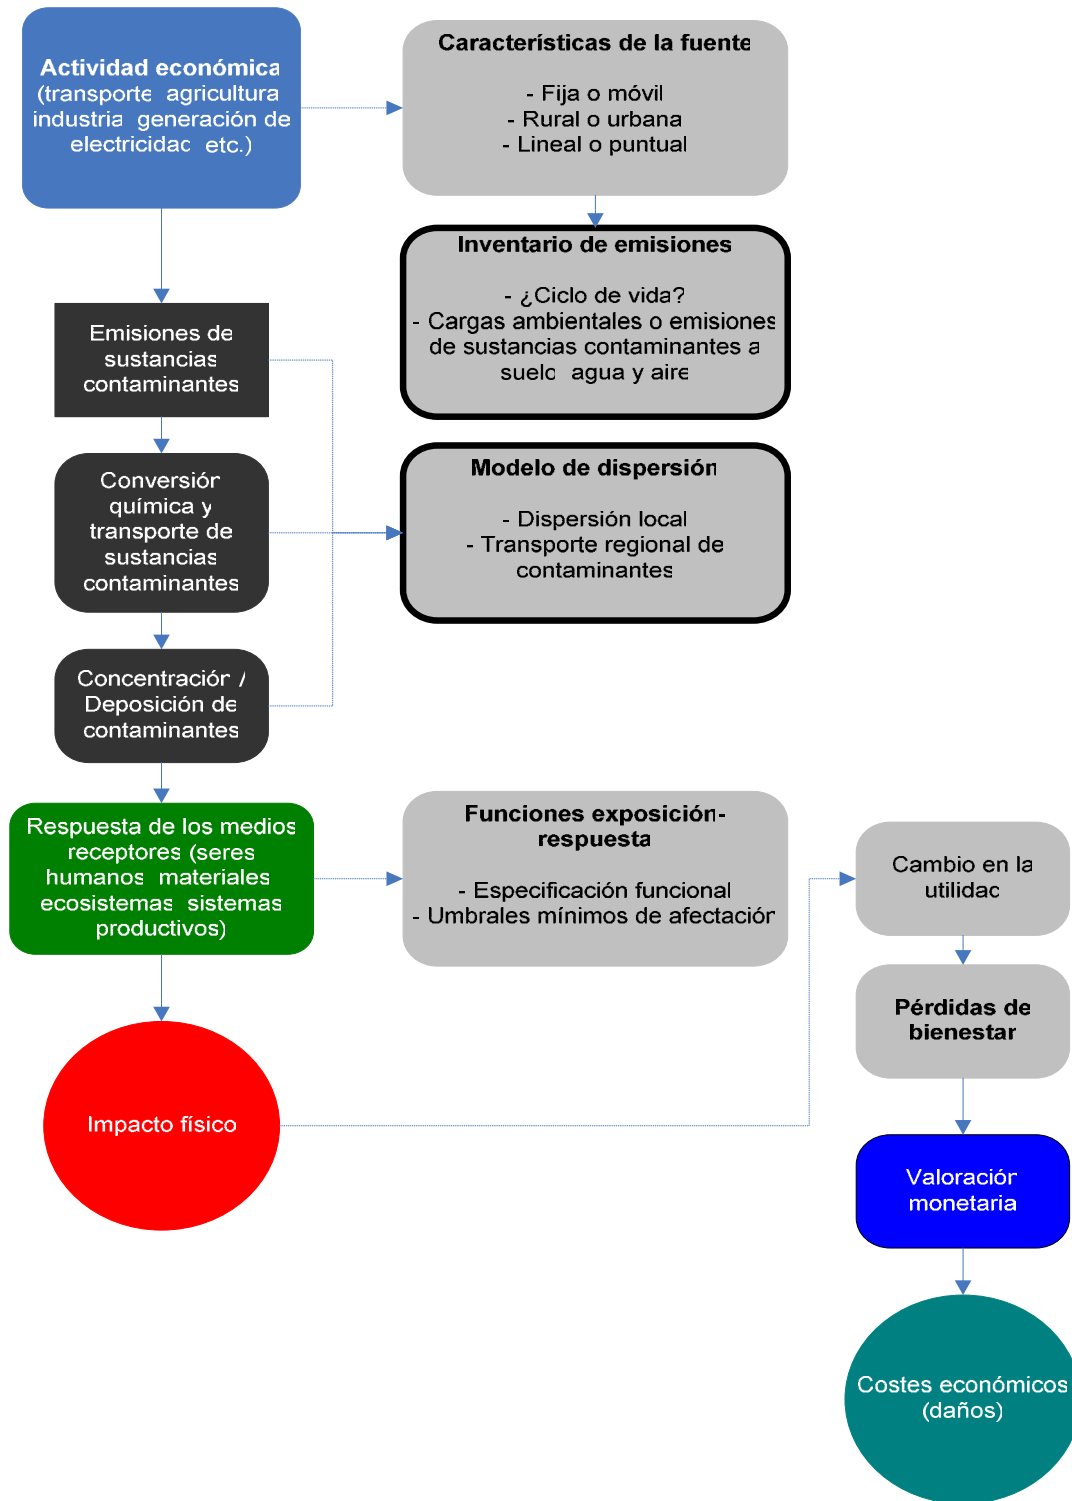 Actividad económica
(transporte agricultura
industria generación de
electricidac etc.)
Características de la fuente
- Fija o móvil
- Rural o urbana
- Lineal o puntual
Inventario de emisiones
- ¿Ciclo de vida?
- Cargas ambientales o emisiones
de sustancias contaminantes a
suelo agua y aire
Emisiones de
sustancias
contaminantes
Modelo de dispersión
- Dispersión local
- Transporte regional de
contaminantes
Conversión
química y
transporte de
sustancias
contaminantes
Concentración /
Deposición de
contaminantes
Respuesta de los medios
receptores (seres
humanos materiales
ecosistemas sistemas
productivos)
Funciones exposición-
respuesta
- Especificación funcional
- Umbrales mínimos de afectación
Cambio en la
utilidac
Pérdidas de
bienestar
Impacto físico
Valoración
monetaria
Costes económicos
(daños)